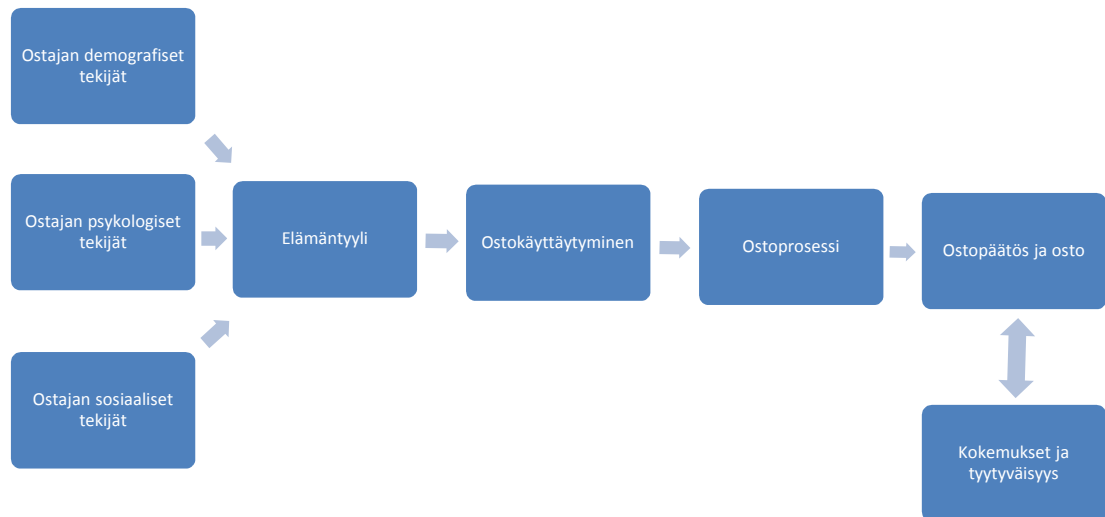 Ostajan demografiset
tekijät
Ostajan psykologiset
tekijät
Ostajan sosiaaliset
tekijät
Elämäntyyli
Ostokäyttäytyminen
Ostoprosessi
Ostopäätös ja osto
Kokemukset ja
tyytyväisyys